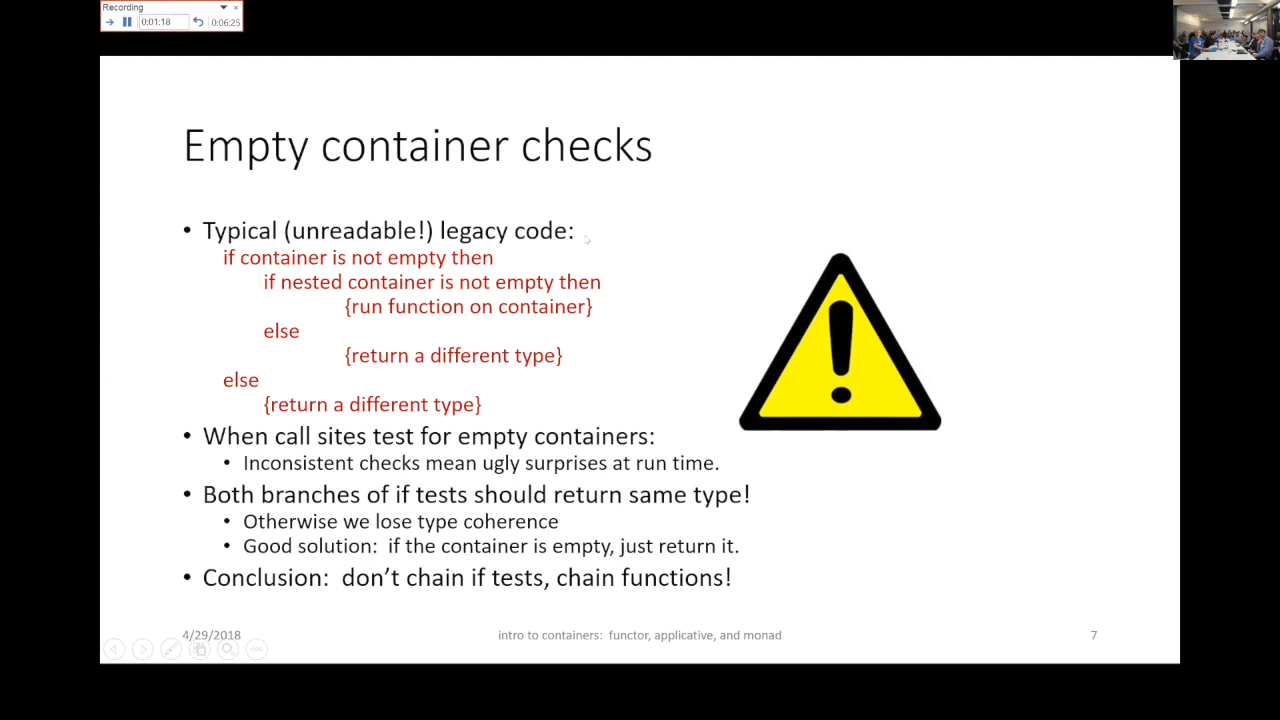 Recording
0:01:18
0:06:25
Empty container checks
• Typical (unreadable!) legacy code:
if container is not empty then
if nested container is not empty then
{run function on container}
else
{return a different type}
else
{return a different type}
• When call sites test for empty containers:
• Inconsistent checks mean ugly surprises at run time.
• Both branches of if tests should return same type!
• Otherwise we lose type coherence
• Good solution:  if the container is empty, just return it.
• Conclusion:  don’t chain if tests, chain functions!
4/29/2018
intro to containers:  functor, applicative, and monad
7